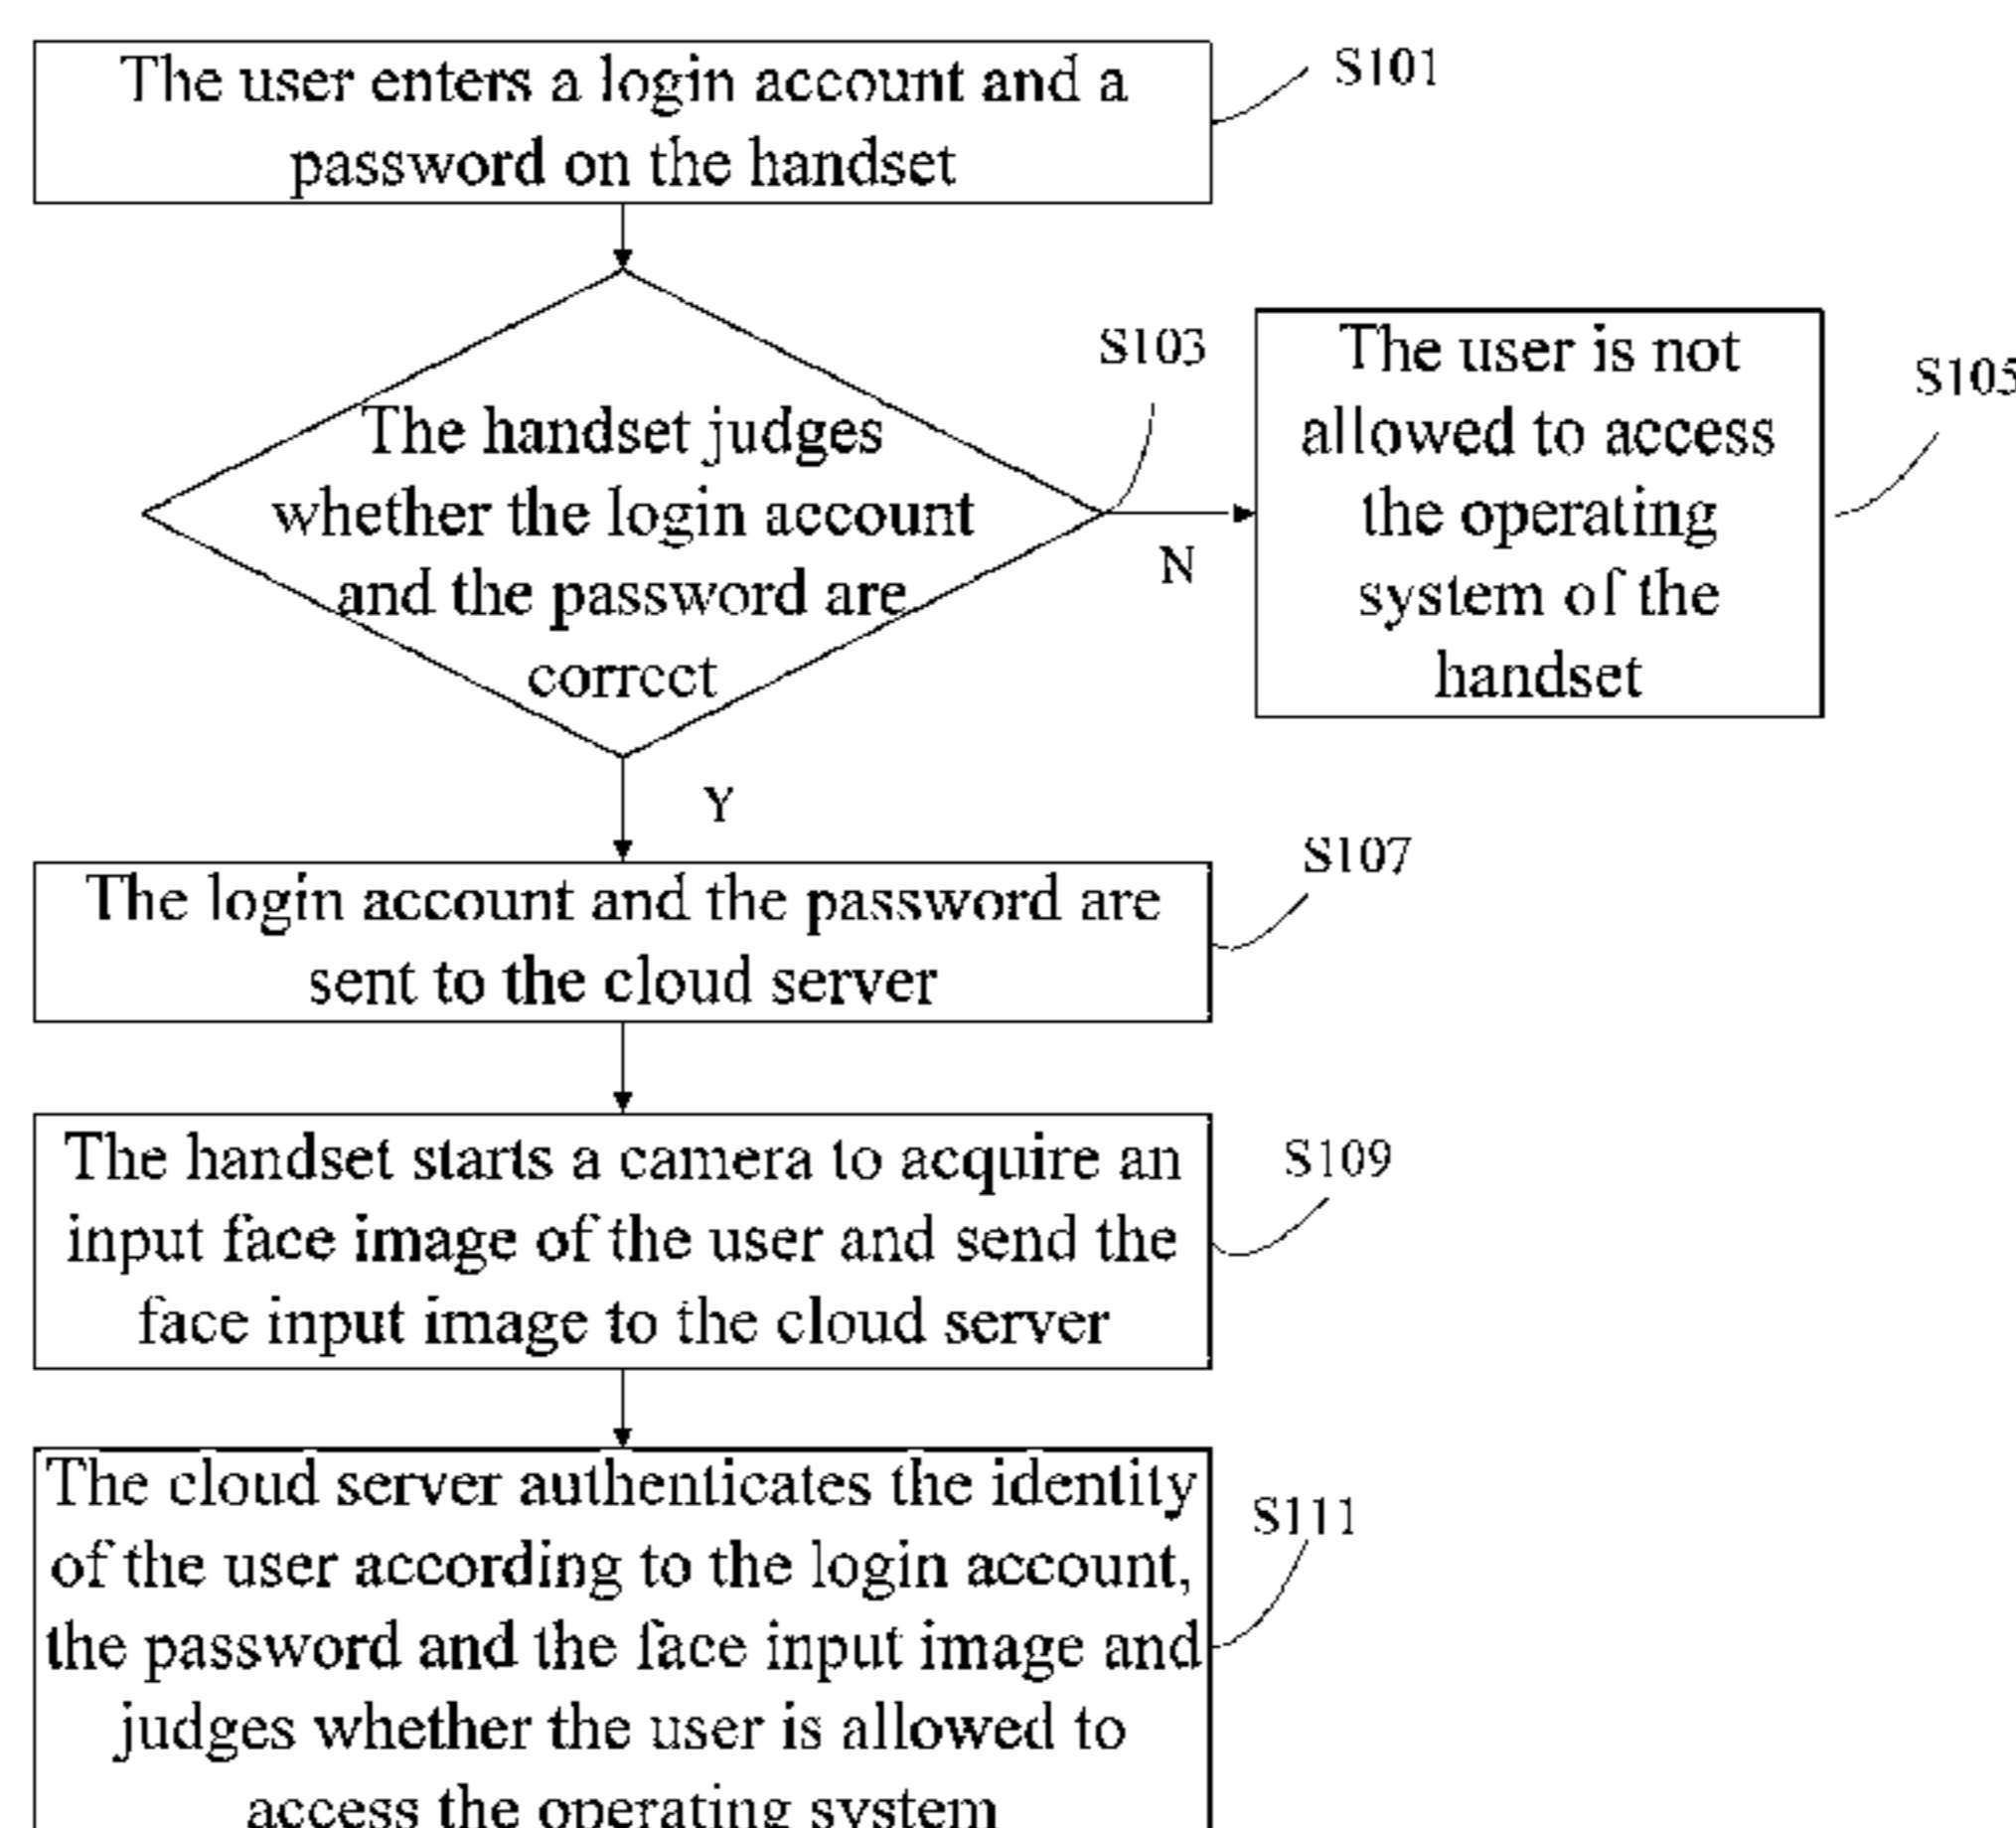 The user enters a login account and a
password on the handset
S101
The handset judges
whether the login account
and the password are
correct
S103
N
The user is not
allowed to access
the operating
system of the
handset
S105
Y
The login account and the password are
sent to the cloud server
S107
The handset starts a camera to acquire an
input face image of the user and send the
face input image to the cloud server
S109
The cloud server authenticates the identity
of the user according to the login account,
the password and the face input image and
judges whether the user is allowed to
access the operating system
S111